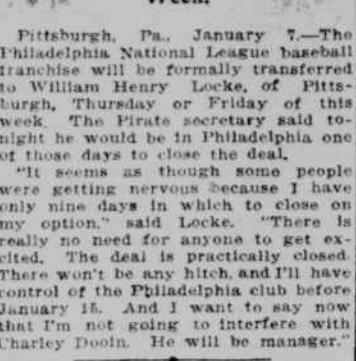 Week.
Pittsburgh, Pa., January 7.—The
Philadelphia National League baseball
franchise will be formally transferred
to William Henry Locke, of Pitts-
burgh, Thursday or Friday of this
week. The Pirate secretary said to-
night he would be in Philadelphia one
of those days to close the deal.
"It seems as though some people
were getting nervous because I have
only nine days in which to close on
my option." said Locke. "There is
really no need for anyone to get ex-
cited. The deal is practically closed.
There won't be any hitch, and I'll have
control of the Philadelphia club before
January 15. And I want to say now
that I'm not going to interfere with
Charley Dooin. He will be manager."